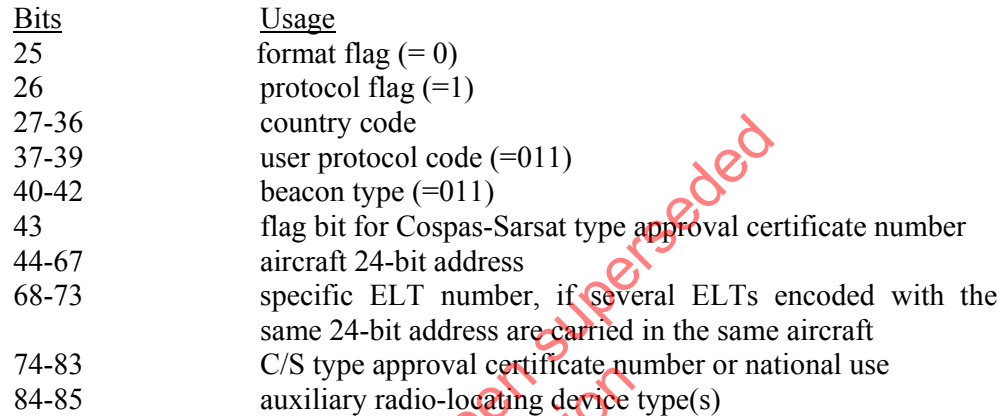 Bits Usage
25 format flag (= 0)
26 protocol flag (=1)
27-36 country code
37-39 user protocol code (=011)
40-42 beacon type (=011)
43 flag bit for Cospas-Sarsat type approval certificate number
44-67 aircraft 24-bit address
68-73 specific ELT number, if several ELTs encoded with the
same 24-bit address are carried in the same aircraft
74-83 C/S type approval certificate number or national use
84-85 auxiliary radio-locating device type(s)
een superseded
ion